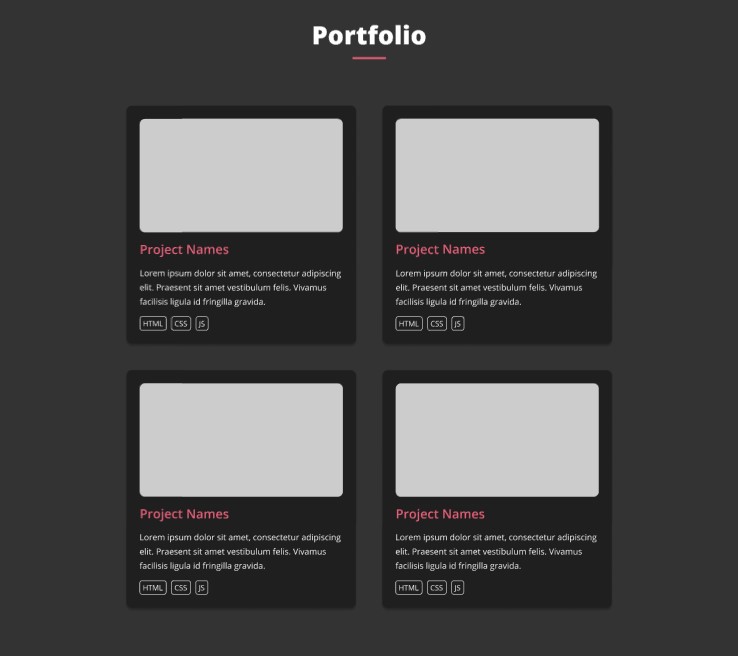 Portfolio
Project Names
Lorem ipsum dolor sit amet, consectetur adipiscing
elit. Praesent sit amet vestibulum felis. Vivamus
facilisis ligula id fringilla gravida.
HTML CSS JS
Project Names
Lorem ipsum dolor sit amet, consectetur adipiscing
elit. Praesent sit amet vestibulum felis. Vivamus
facilisis ligula id fringilla gravida.
HTML CSS JS
Project Names
Lorem ipsum dolor sit amet, consectetur adipiscing
elit. Praesent sit amet vestibulum felis. Vivamus
facilisis ligula id fringilla gravida.
HTML CSS JS
Project Names
Lorem ipsum dolor sit amet, consectetur adipiscing
elit. Praesent sit amet vestibulum felis. Vivamus
facilisis ligula id fringilla gravida.
HTML CSS JS